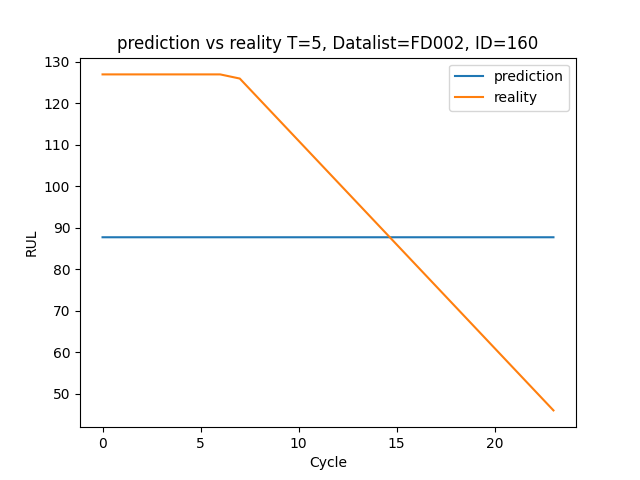 prediction vs reality T=5, Datalist=FD002, ID=160
130
120
110
100
90
80
70
60
50
RUL
prediction
reality
0 5 10 15 20
Cycle